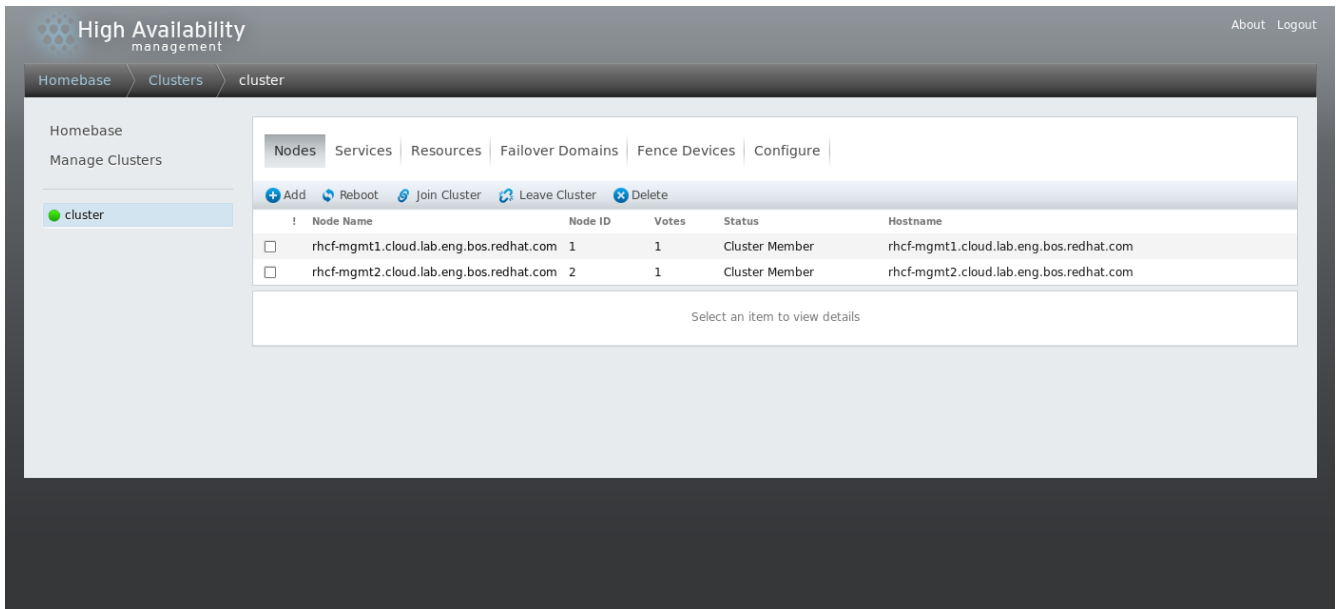 High Availability
management
About Logout
Homebase Clusters cluster
Homebase
Manage Clusters
cluster
Nodes Services Resources Failover Domains Fence Devices Configure
Add Reboot Join Cluster Leave Cluster Delete
! Node Name Node ID Votes Status Hostname
rhcf-mgmt1.cloud.lab.eng.bos.redhat.com 1 1 Cluster Member rhcf-mgmt1.cloud.lab.eng.bos.redhat.com
rhcf-mgmt2.cloud.lab.eng.bos.redhat.com 2 1 Cluster Member rhcf-mgmt2.cloud.lab.eng.bos.redhat.com
Select an item to view details